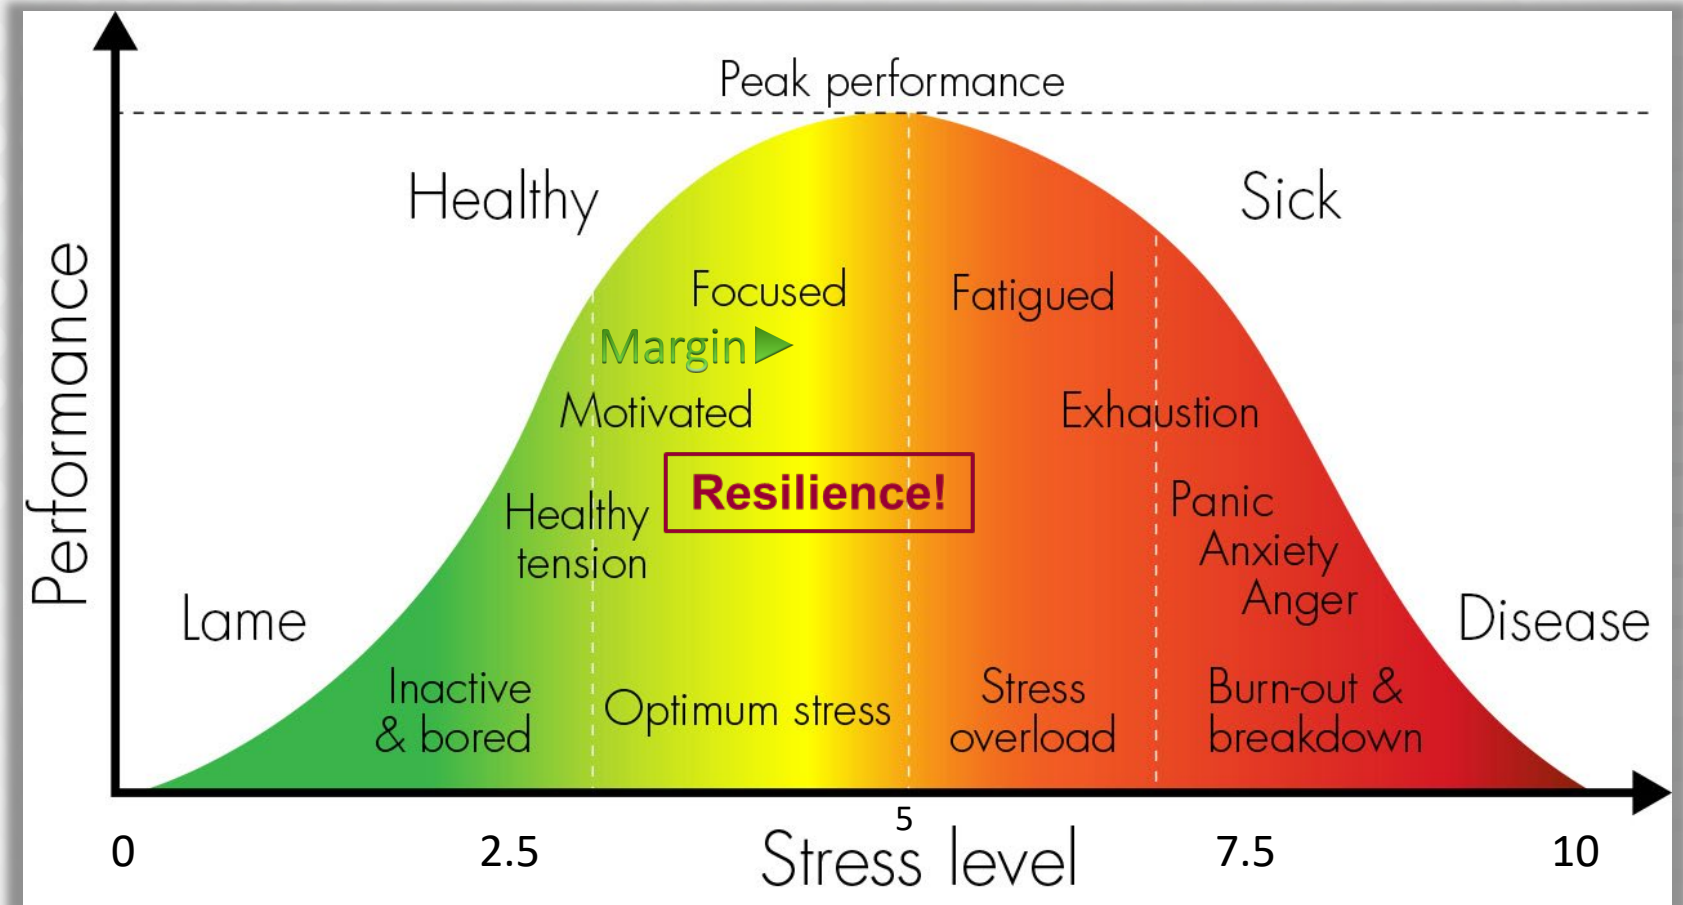 Peak performance
Healthy
Sick
Focused
Fatigued
Margin
Motivated
Exhaustion
Resilience!
Healthy
tension
Panic
Anxiety
Anger
Lame
Disease
Inactive
& bored
Optimum stress
Stress
overload
Burn-out &
breakdown
Performance
0
2.5
5
7.5
10
Stress level